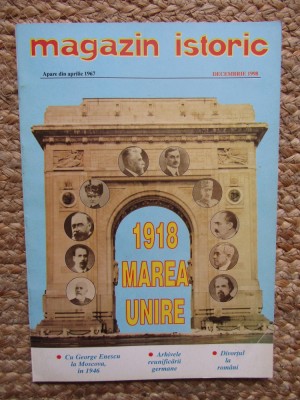 magazin istoric
Apare din aprilie 1967
DECEMBRIE 1998
1918
MAREA
UNIRE
Cu George Enescu
la Moscova,
în 1946
Arhivele
reunificării
germane
Divorțul
la
români